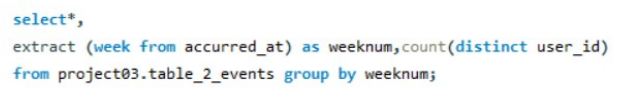 select*,
extract (week from accurred_at) as weeknum,count(distinct user_id)
from project03.table_2_events group by weeknum;